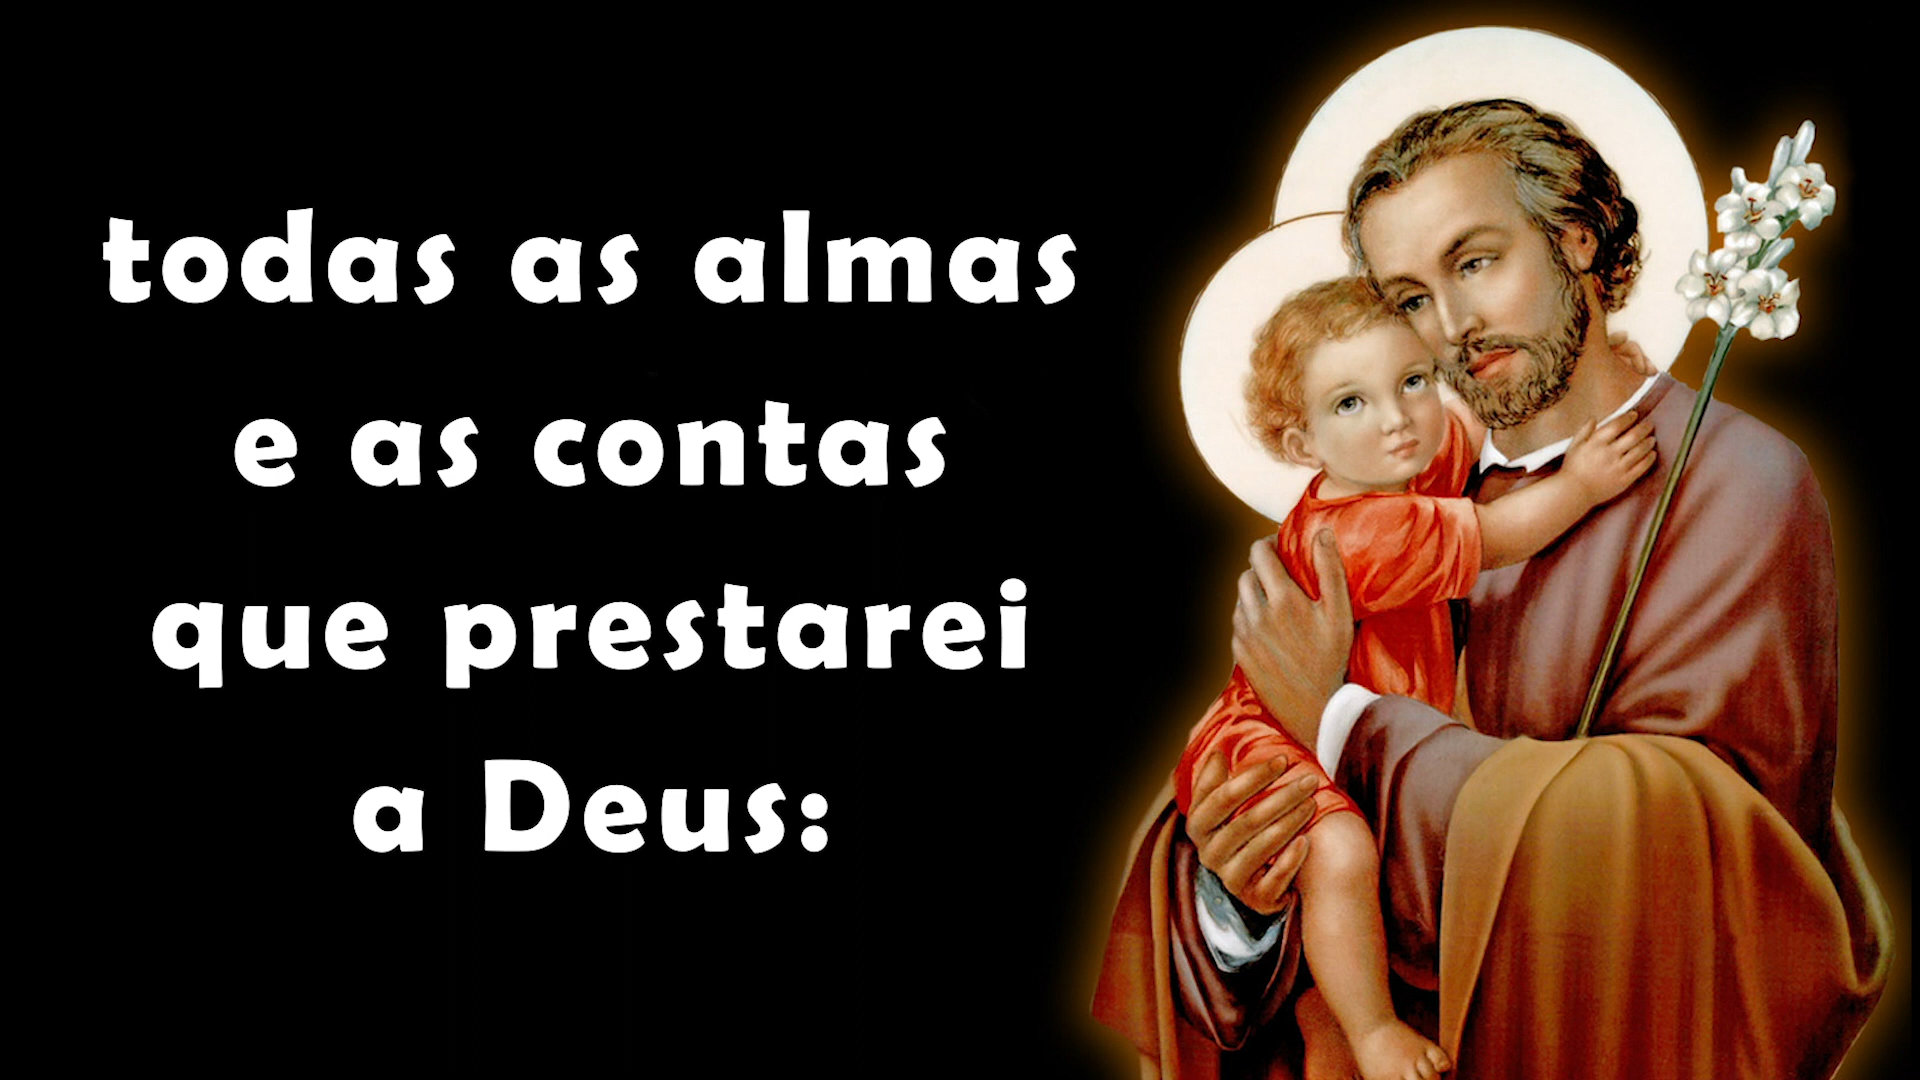 todas as almas
e as contas
que prestarei
a Deus: